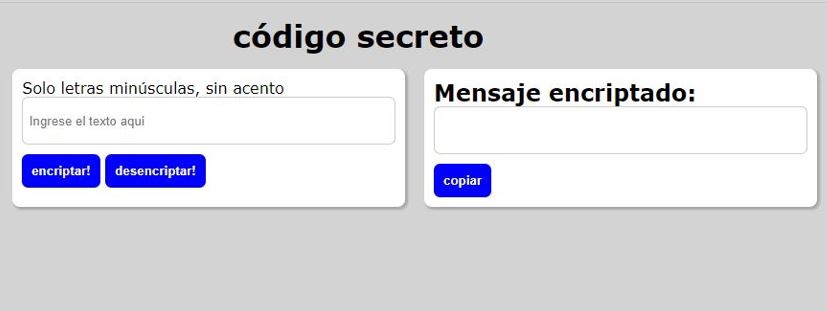 código secreto
Solo letras minúsculas, sin acento
Ingrese el texto aqui
encriptar! desencriptar!
Mensaje encriptado:
copiar